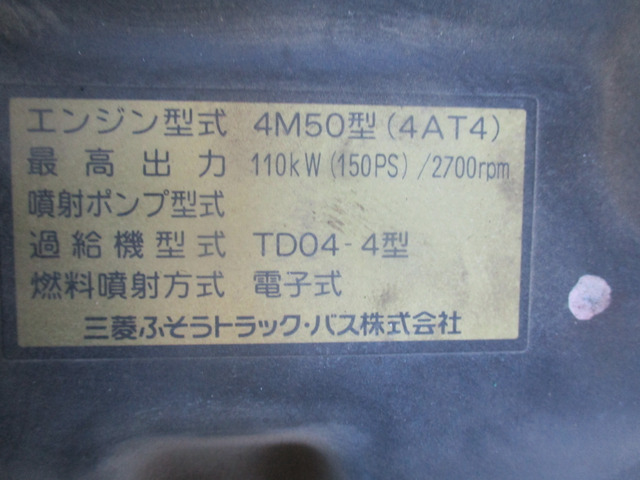 エンジン型式 4M50型(4AT4)
最高出力 110kW(150PS)/2700rpm
噴射ポンプ型式
過給機型式 TD04-4型
燃料噴射方式 電子式
三菱ふそうトラック・バス株式会社